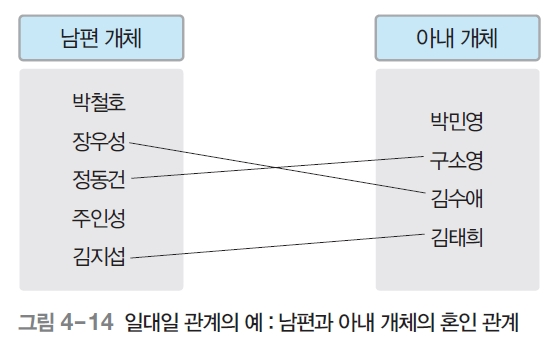 남편 개체
아내 개체
박철호
장우성
정동건
주인성
김지섭
박민영
구소영
김수애
김태희
그림 4-14 일대일 관계의 예 : 남편과 아내 개체의 혼인 관계